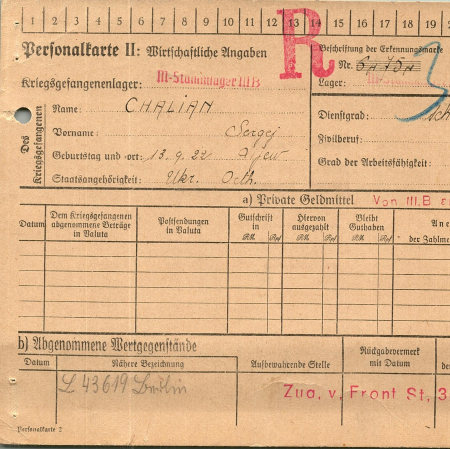 1 2 3 4 5 6 7 8 9 10 11 12 13 14 15 16 17 18 19
R
Personalkarte II: Wirtschaftliche Angaben
Beschriftung der Erkennungsmarke
Nr.
Kriegsgefangenenlager: M-Stammlager III B
Lager: M-Stamml
Des Kriegsgefangenen
Name: CHALIAN
Vorname: Sergej
Dienstgrad:
Geburtstag und -ort: 13.9.22
Zivilberuf:
Staatsangehörigkeit: Ukr. Orth.
Grad der Arbeitsfähigkeit:
a) Private Geldmittel Von III. B
Datum
Dem Kriegsgefangenen abgenommene Beträge in Valuta
Postsendungen in Valuta
Gutschrift in
RM Rpf
Hiervon ausgezahlt
RM Rpf
Bleibt Guthaben
RM Rpf
der Zahlme
b) Abgenommene Wertgegenstände
Datum
Nähere Bezeichnung
Aufbewahrende Stelle
Rückgabevermerk mit Datum
L 43619 Berlin
Zug. v. Front St. 3
Personalkarte 2